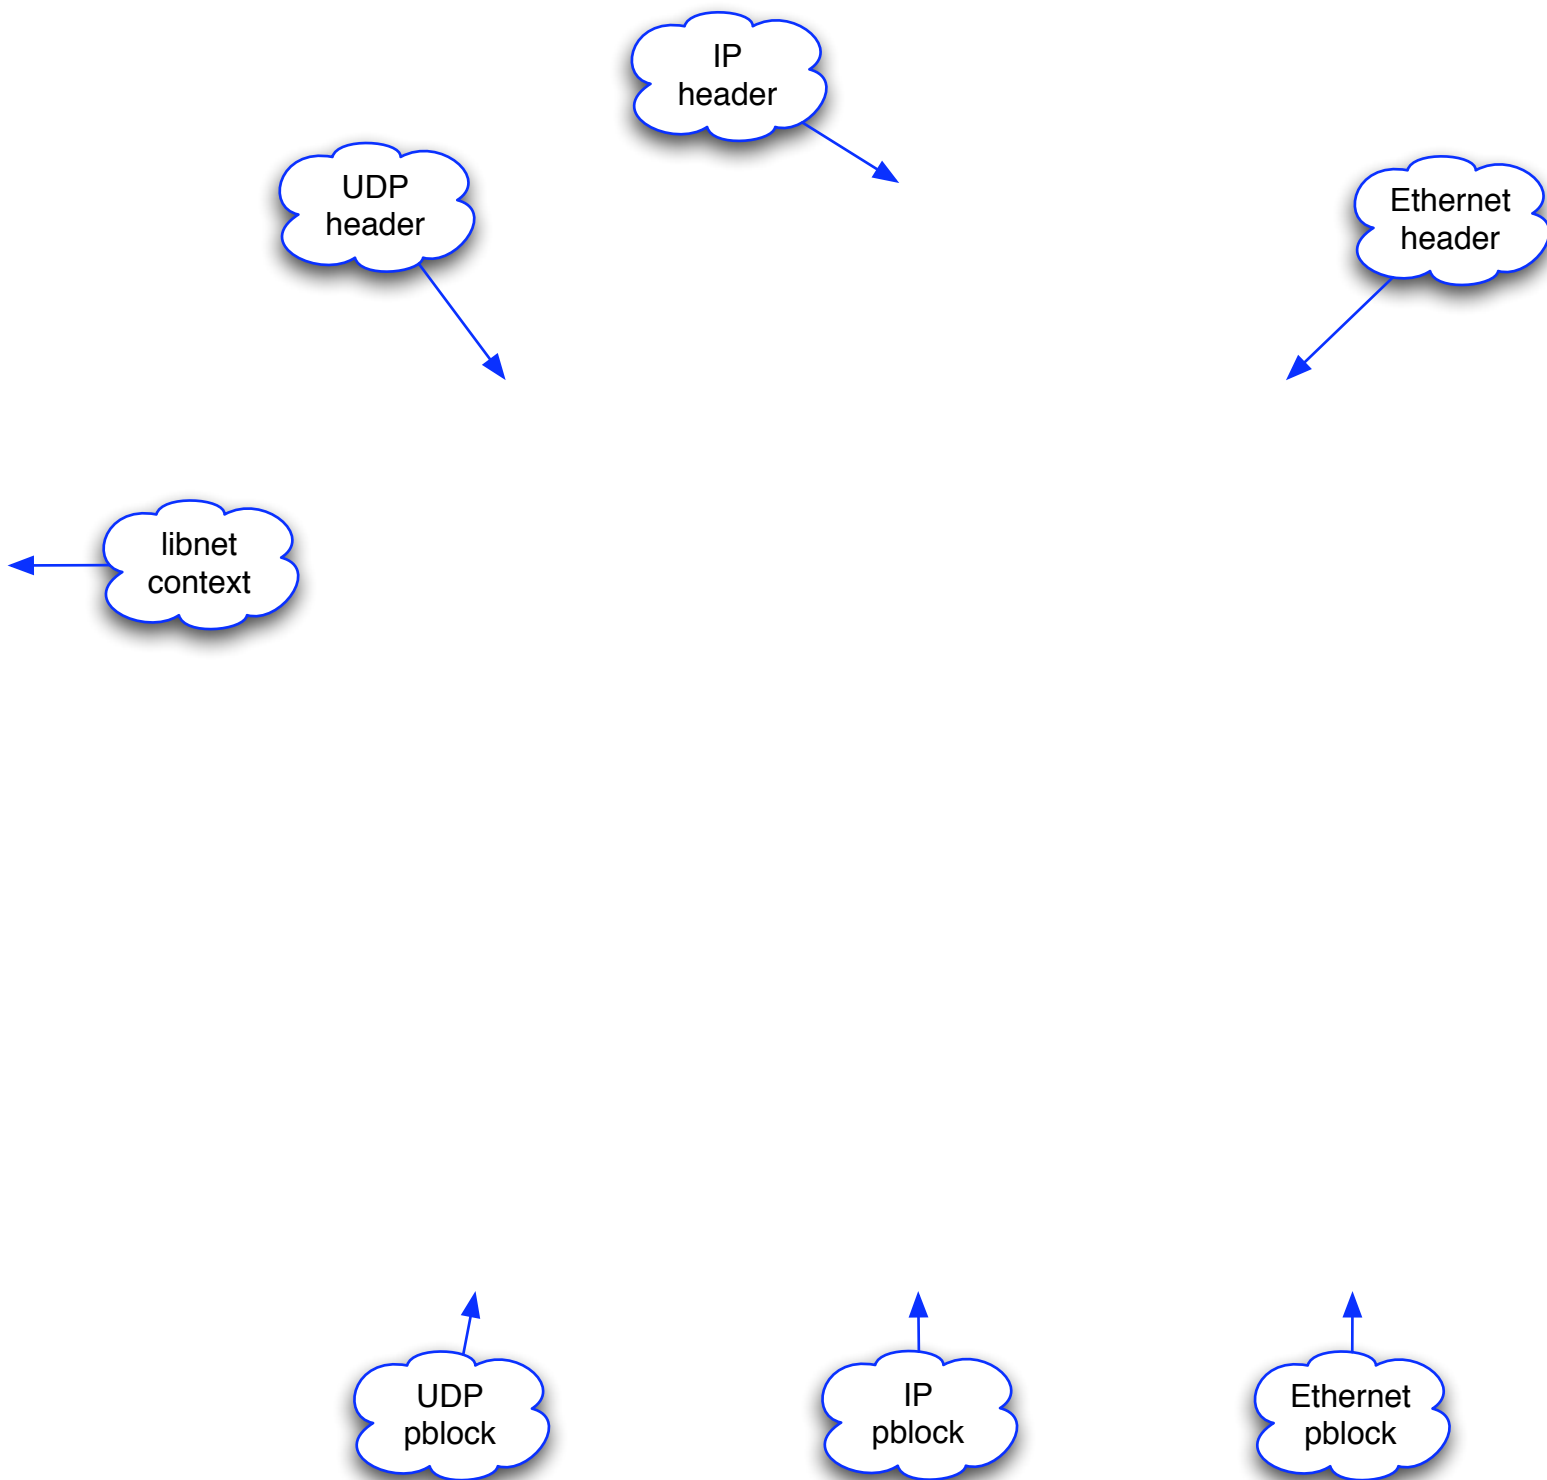 IP
header
UDP
header
Ethernet
header
libnet
context
UDP
pblock
IP
pblock
Ethernet
pblock